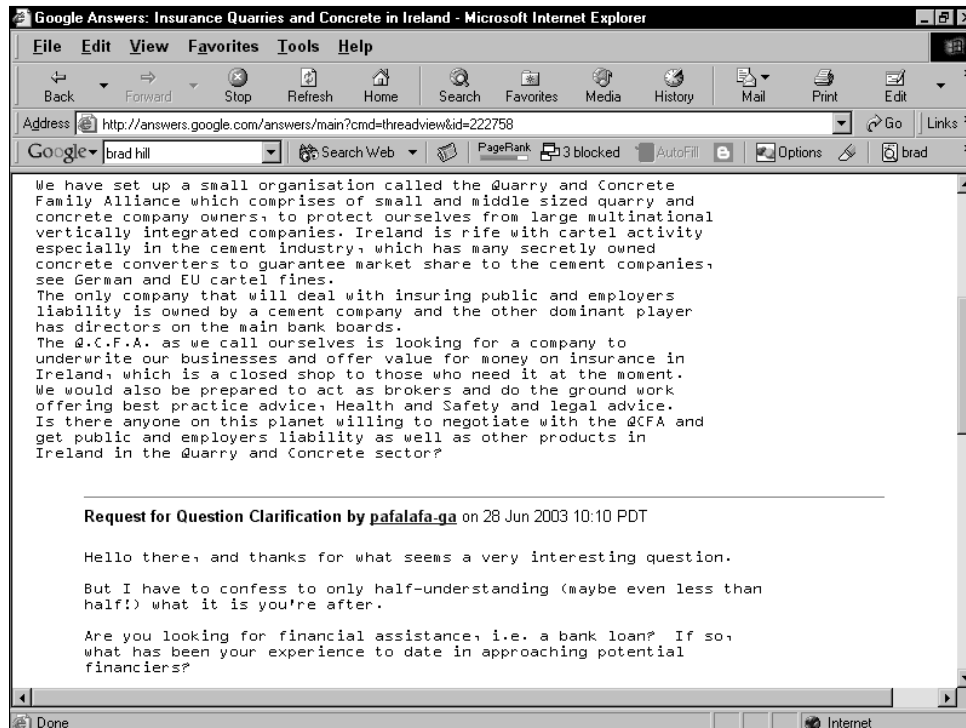 Google Answers: Insurance Quarries and Concrete in Ireland - Microsoft Internet Explorer
File Edit View Favorites Tools Help
Back Forward Stop Refresh Home Search Favorites Media History Mail Print Edit
Address http://answers.google.com/answers/main?cmd=threadview&id=222758 Go Links
Google brad hill Search Web PageRank 3 blocked AutoFill Options brad
We have set up a small organisation called the Quarry and Concrete
Family Alliance which comprises of small and middle sized quarry and
concrete company owners, to protect ourselves from large multinational
vertically integrated companies. Ireland is rife with cartel activity
especially in the cement industry, which has many secretly owned
concrete converters to guarantee market share to the cement companies,
see German and EU cartel fines.
The only company that will deal with insuring public and employers
liability is owned by a cement company and the other dominant player
has directors on the main bank boards.
The Q.C.F.A. as we call ourselves is looking for a company to
underwrite our businesses and offer value for money on insurance in
Ireland, which is a closed shop to those who need it at the moment.
We would also be prepared to act as brokers and do the ground work
offering best practice advice, Health and Safety and legal advice.
Is there anyone on this planet willing to negotiate with the QCFA and
get public and employers liability as well as other products in
Ireland in the Quarry and Concrete sector?
Request for Question Clarification by pafalafa-ga on 28 Jun 2003 10:10 PDT
Hello there, and thanks for what seems a very interesting question.
But I have to confess to only half-understanding (maybe even less than
half!) what it is you're after.
Are you looking for financial assistance, i.e. a bank loan? If so,
what has been your experience to date in approaching potential
financiers?
Done Internet